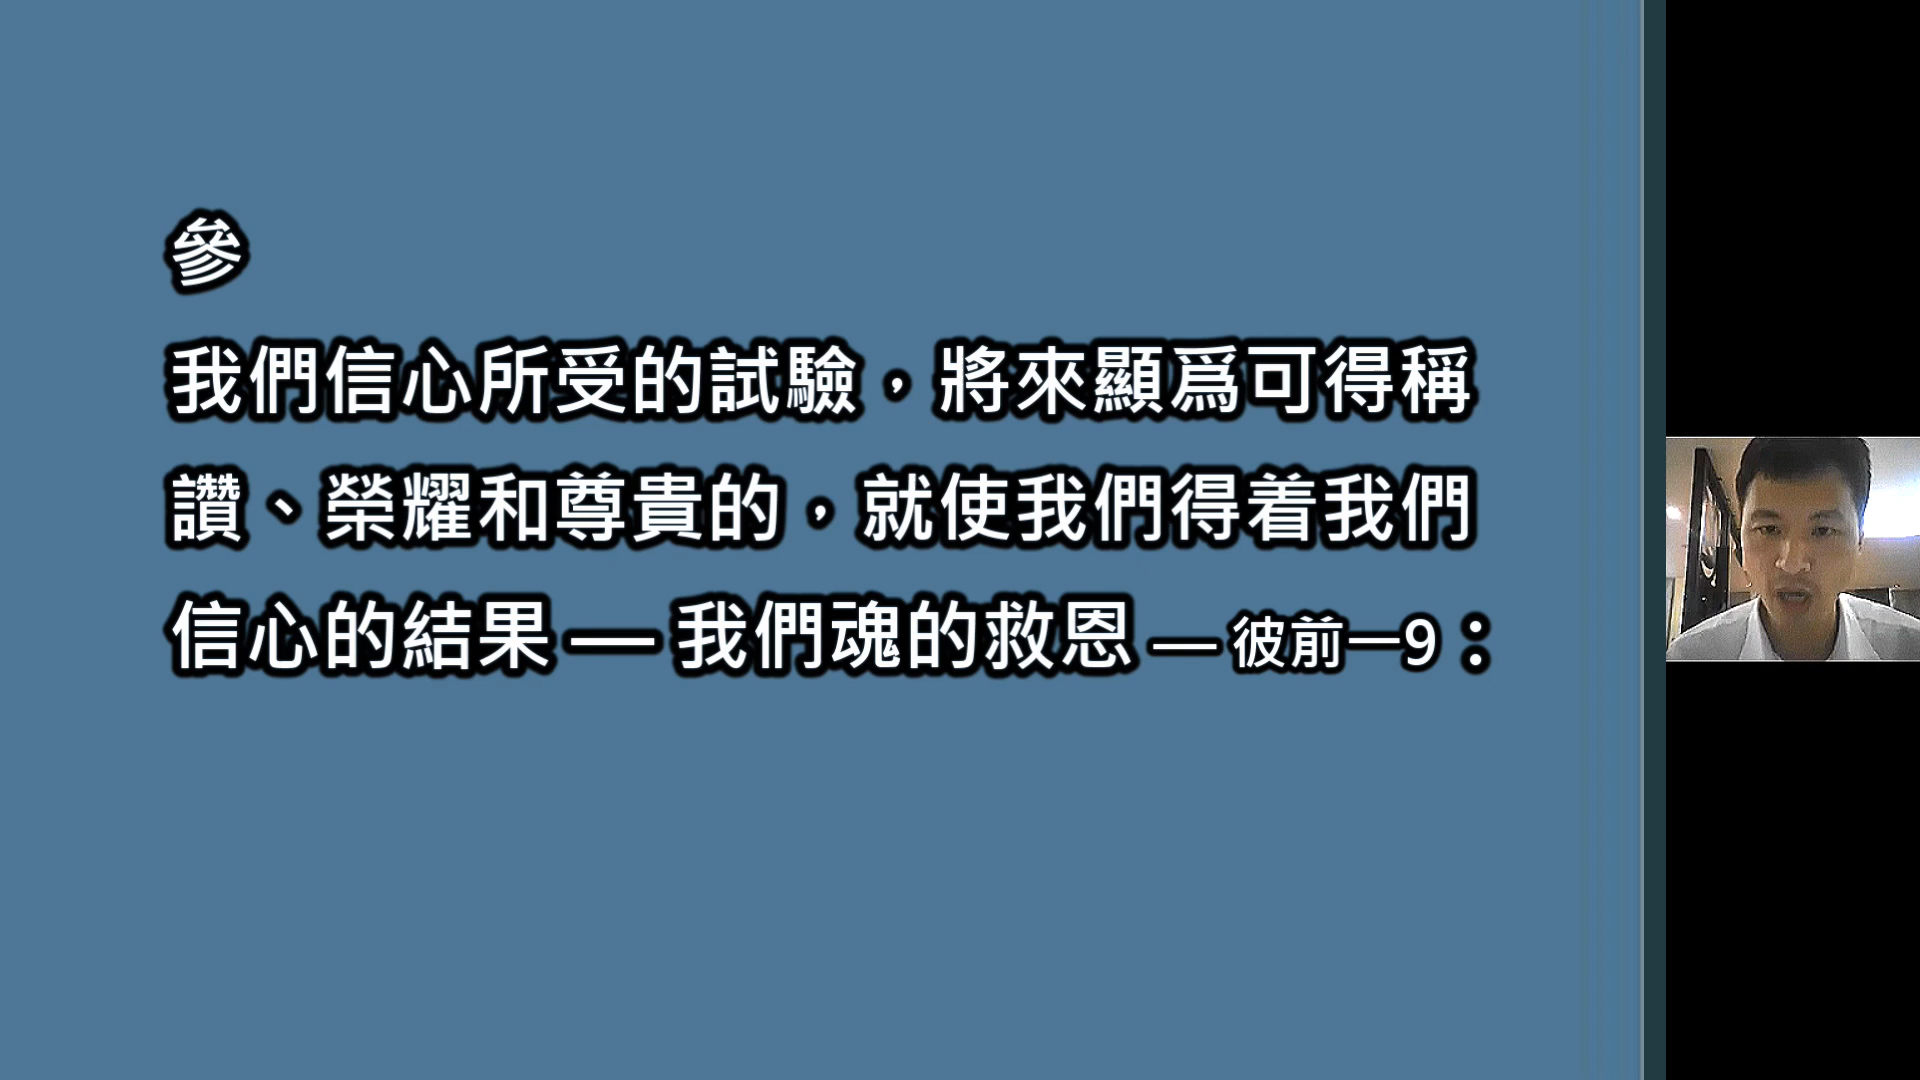 參
我們信心所受的試驗，將來顯爲可得稱
讚、榮耀和尊貴的，就使我們得着我們
信心的結果 — 我們魂的救恩 — 彼前一9：